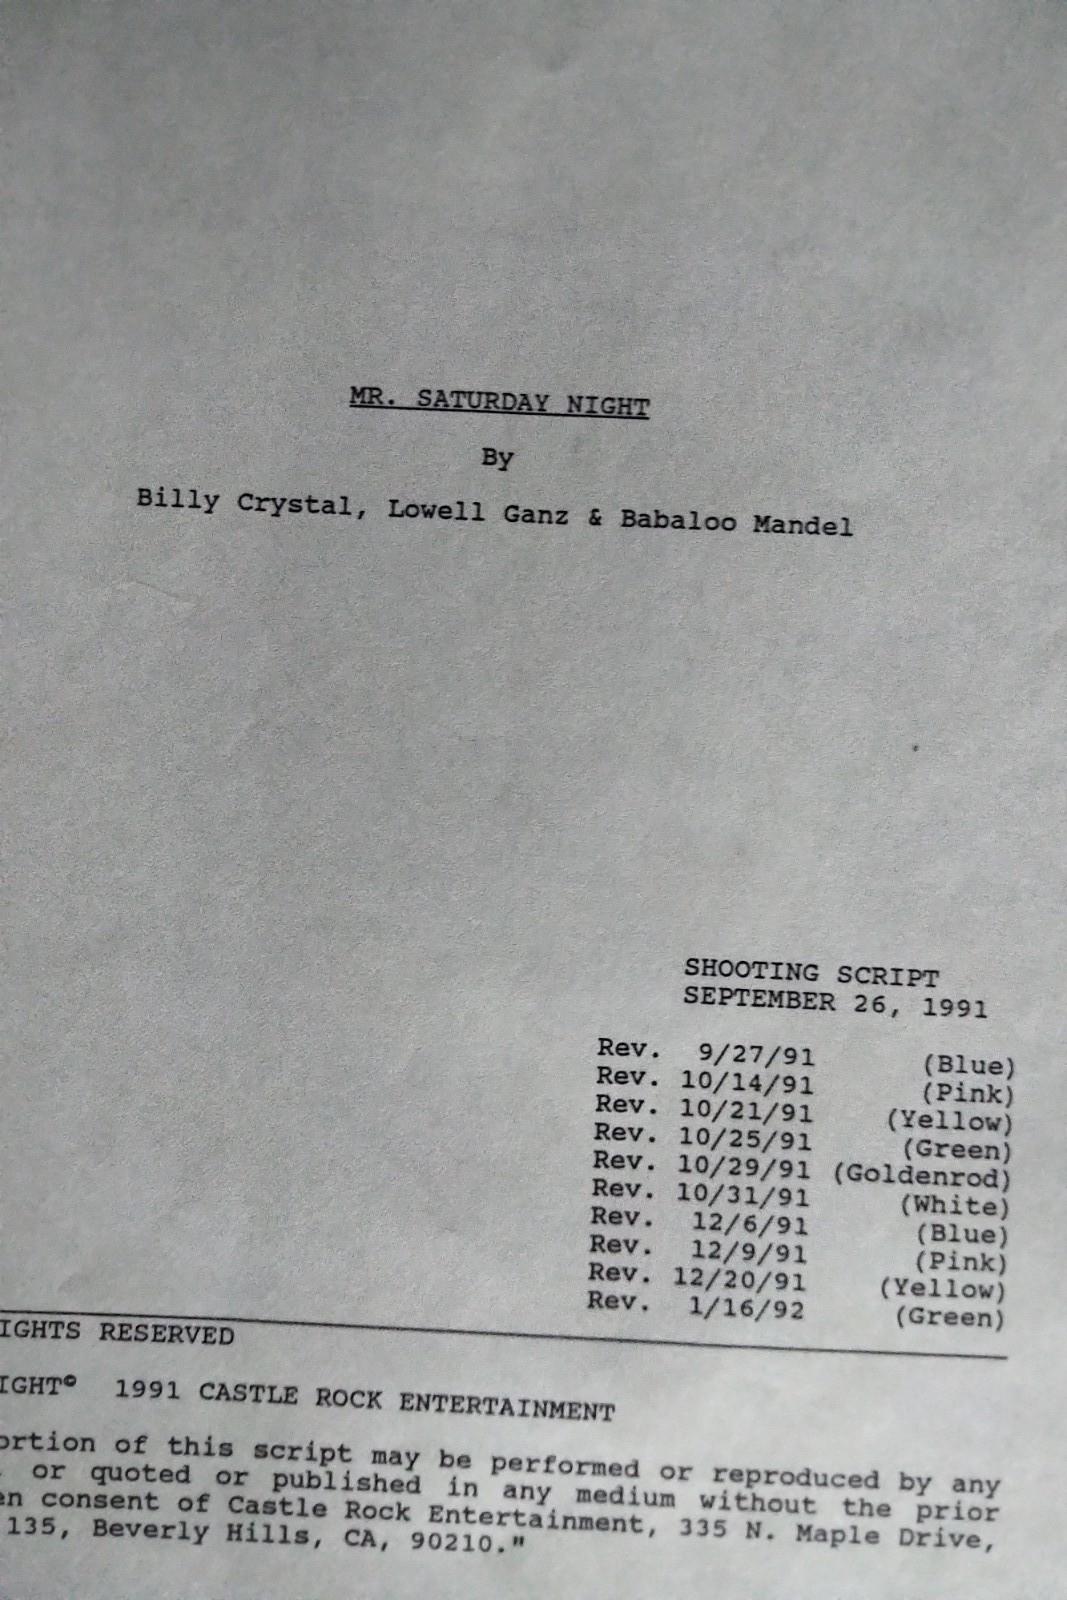 MR. SATURDAY NIGHT
By
Billy Crystal, Lowell Ganz & Babaloo Mandel
SHOOTING SCRIPT
SEPTEMBER 26, 1991
Rev. 9/27/91 (Blue)
Rev. 10/14/91 (Pink)
Rev. 10/21/91 (Yellow)
Rev. 10/25/91 (Green)
Rev. 10/29/91 (Goldenrod)
Rev. 10/31/91 (White)
Rev. 12/6/91 (Blue)
Rev. 12/9/91 (Pink)
Rev. 12/20/91 (Yellow)
Rev. 1/16/92 (Green)
IGHTS RESERVED
IGHT© 1991 CASTLE ROCK ENTERTAINMENT
ortion of this script may be performed or reproduced by any
or quoted or published in any medium without the prior
en consent of Castle Rock Entertainment, 335 N. Maple Drive,
135, Beverly Hills, CA, 90210."